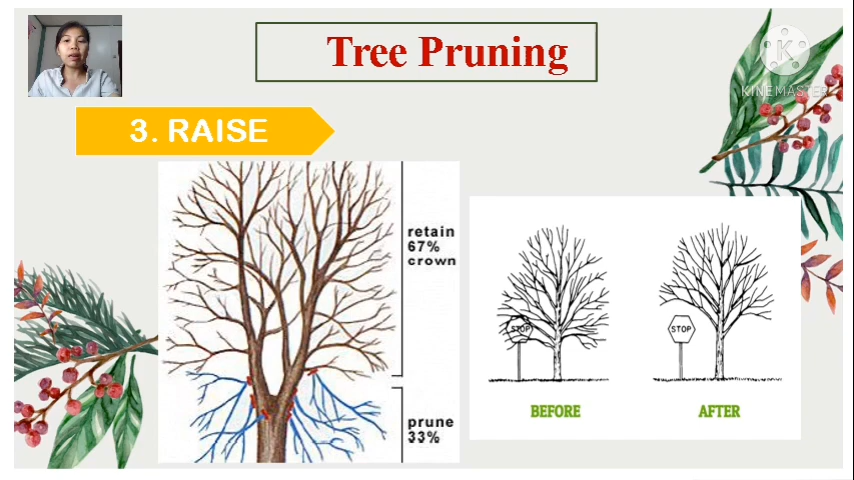 Tree Pruning
K
KINEMASTER
3. RAISE
retain
67%
crown
prune
33%
STOP
STOP
BEFORE
AFTER